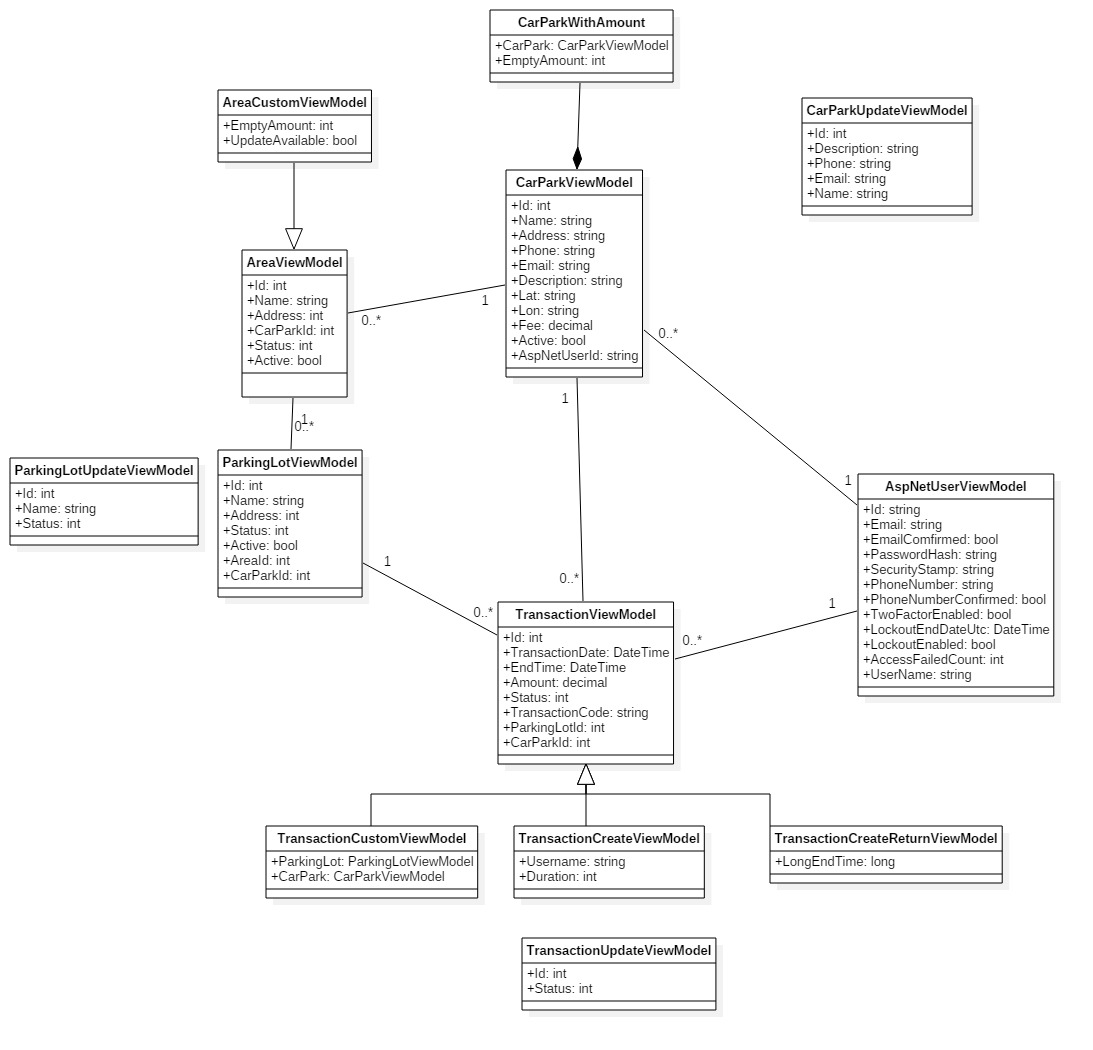 CarParkWithAmount
+CarPark: CarParkViewModel
+EmptyAmount: int
AreaCustomViewModel
+EmptyAmount: int
+UpdateAvailable: bool
CarParkUpdateViewModel
+Id: int
+Description: string
+Phone: string
+Email: string
+Name: string
CarParkViewModel
+Id: int
+Name: string
+Address: string
+Phone: string
+Email: string
+Description: string
+Lat: string
+Lon: string
+Fee: decimal
+Active: bool
+AspNetUserId: string
AreaViewModel
+Id: int
+Name: string
+Address: int
+CarParkId: int
+Status: int
+Active: bool
1
0..*
0..*
1
1
0..*
1
ParkingLotUpdateViewModel
+Id: int
+Name: string
+Status: int
ParkingLotViewModel
+Id: int
+Name: string
+Address: int
+Status: int
+Active: bool
+AreaId: int
+CarParkId: int
AspNetUserViewModel
+Id: string
+Email: string
+EmailComfirmed: bool
+PasswordHash: string
+SecurityStamp: string
+PhoneNumber: string
+PhoneNumberConfirmed: bool
+TwoFactorEnabled: bool
+LockoutEndDateUtc: DateTime
+LockoutEnabled: bool
+AccessFailedCount: int
+UserName: string
1
0..*
0..*
1
0..*
TransactionViewModel
+Id: int
+TransactionDate: DateTime
+EndTime: DateTime
+Amount: decimal
+Status: int
+TransactionCode: string
+ParkingLotId: int
+CarParkId: int
TransactionCustomViewModel
+ParkingLot: ParkingLotViewModel
+CarPark: CarParkViewModel
TransactionCreateViewModel
+Username: string
+Duration: int
TransactionCreateReturnViewModel
+LongEndTime: long
TransactionUpdateViewModel
+Id: int
+Status: int